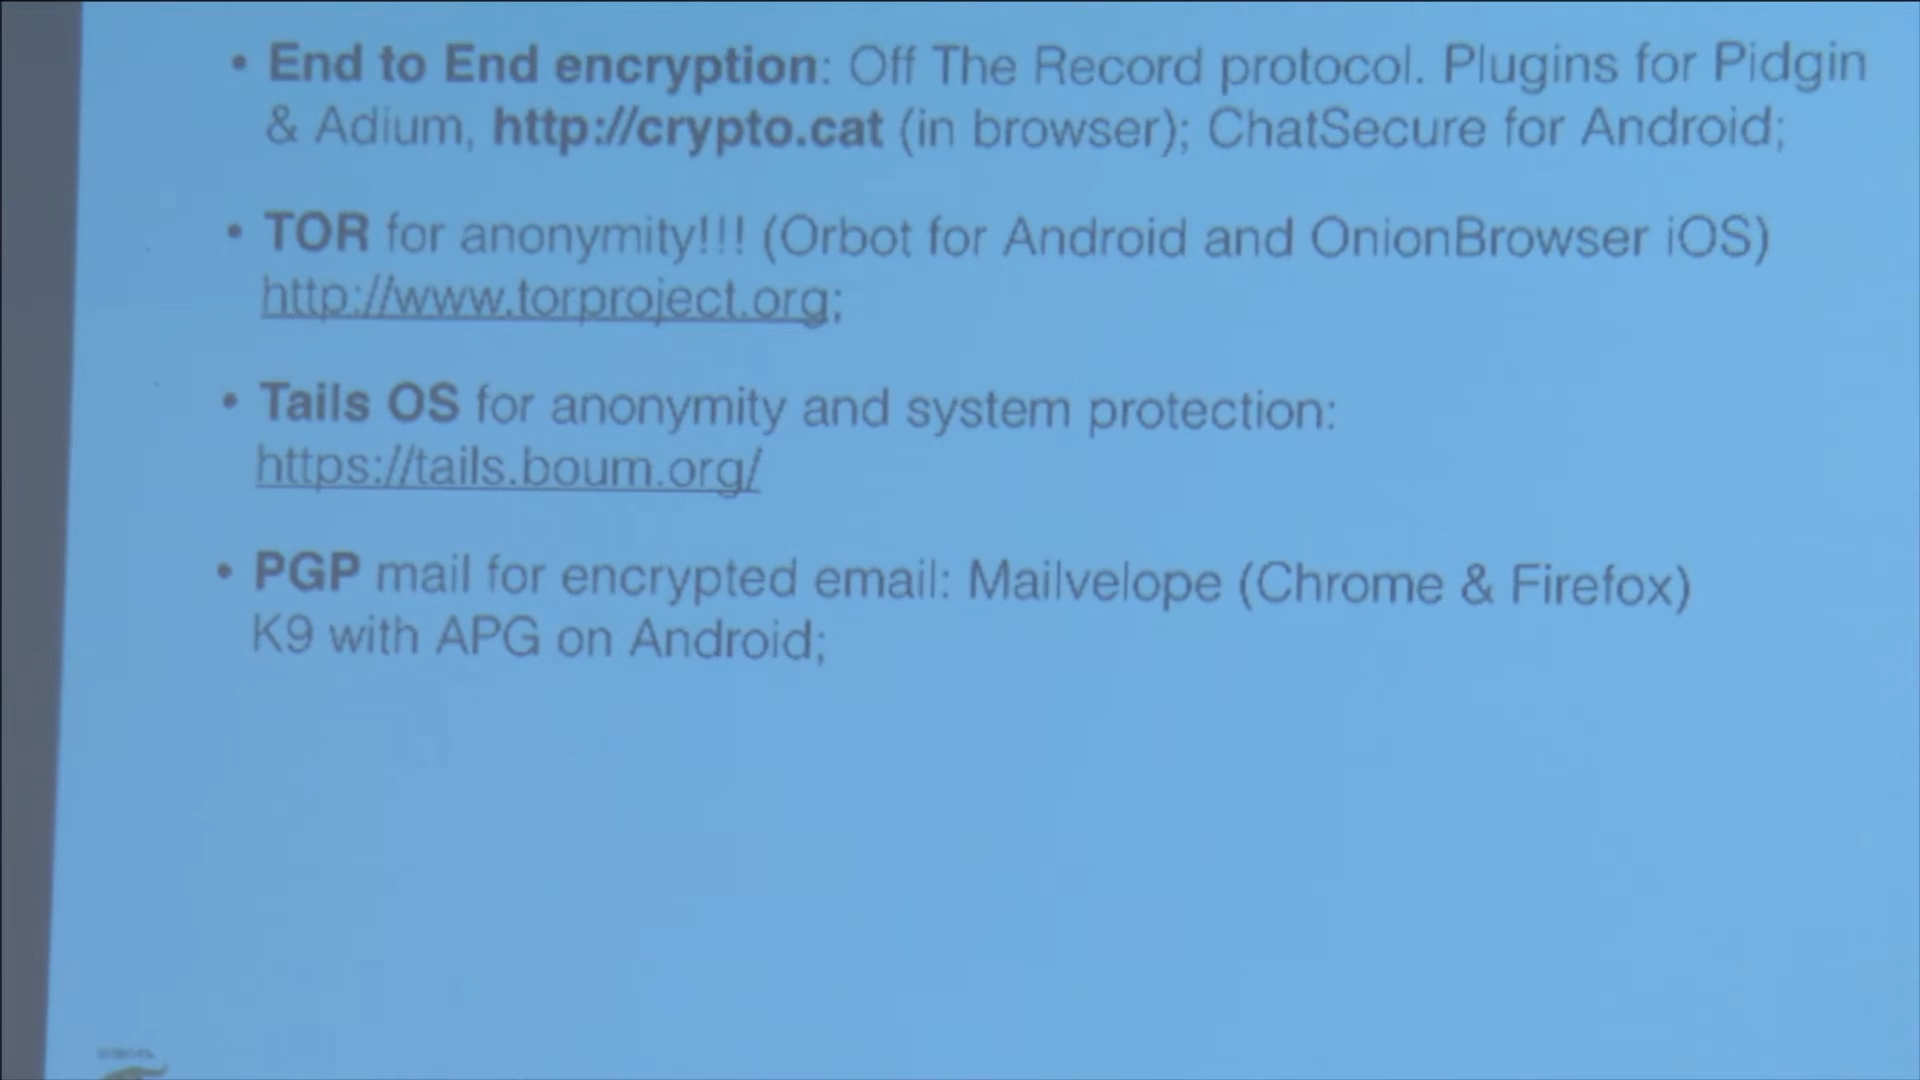 • End to End encryption: Off The Record protocol. Plugins for Pidgin
& Adium, http://crypto.cat (in browser); ChatSecure for Android;
• TOR for anonymity!!! (Orbot for Android and OnionBrowser iOS)
http://www.torproject.org;
• Tails OS for anonymity and system protection:
https://tails.boum.org/
• PGP mail for encrypted email: Mailvelope (Chrome & Firefox)
K9 with APG on Android;